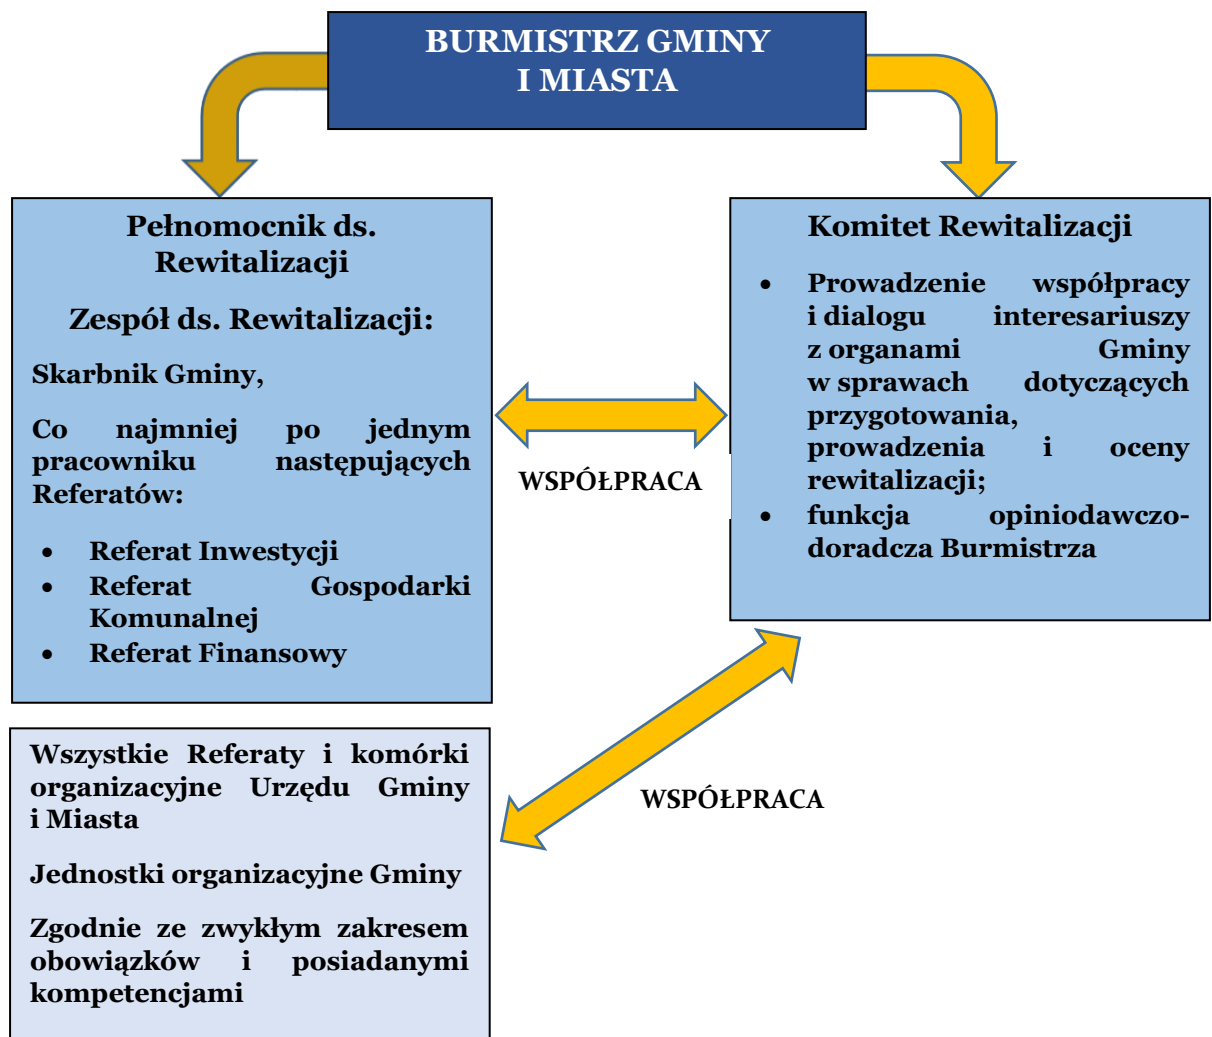 BURMISTRZ GMINY
I MIASTA
Pełnomocnik ds.
Rewitalizacji
Zespół ds. Rewitalizacji:
Skarbnik Gminy,
Co najmniej po jednym
pracowniku następujących
Referatów:
• Referat Inwestycji
• Referat Gospodarki
Komunalnej
• Referat Finansowy
WSPÓŁPRACA
Komitet Rewitalizacji
• Prowadzenie współpracy
i dialogu interesariuszy
z organami Gminy
w sprawach dotyczących
przygotowania,
prowadzenia i oceny
rewitalizacji;
• funkcja opiniodawczo-
doradcza Burmistrza
Wszystkie Referaty i komórki
organizacyjne Urzędu Gminy
i Miasta
Jednostki organizacyjne Gminy
Zgodnie ze zwykłym zakresem
obowiązków i posiadanymi
kompetencjami
WSPÓŁPRACA